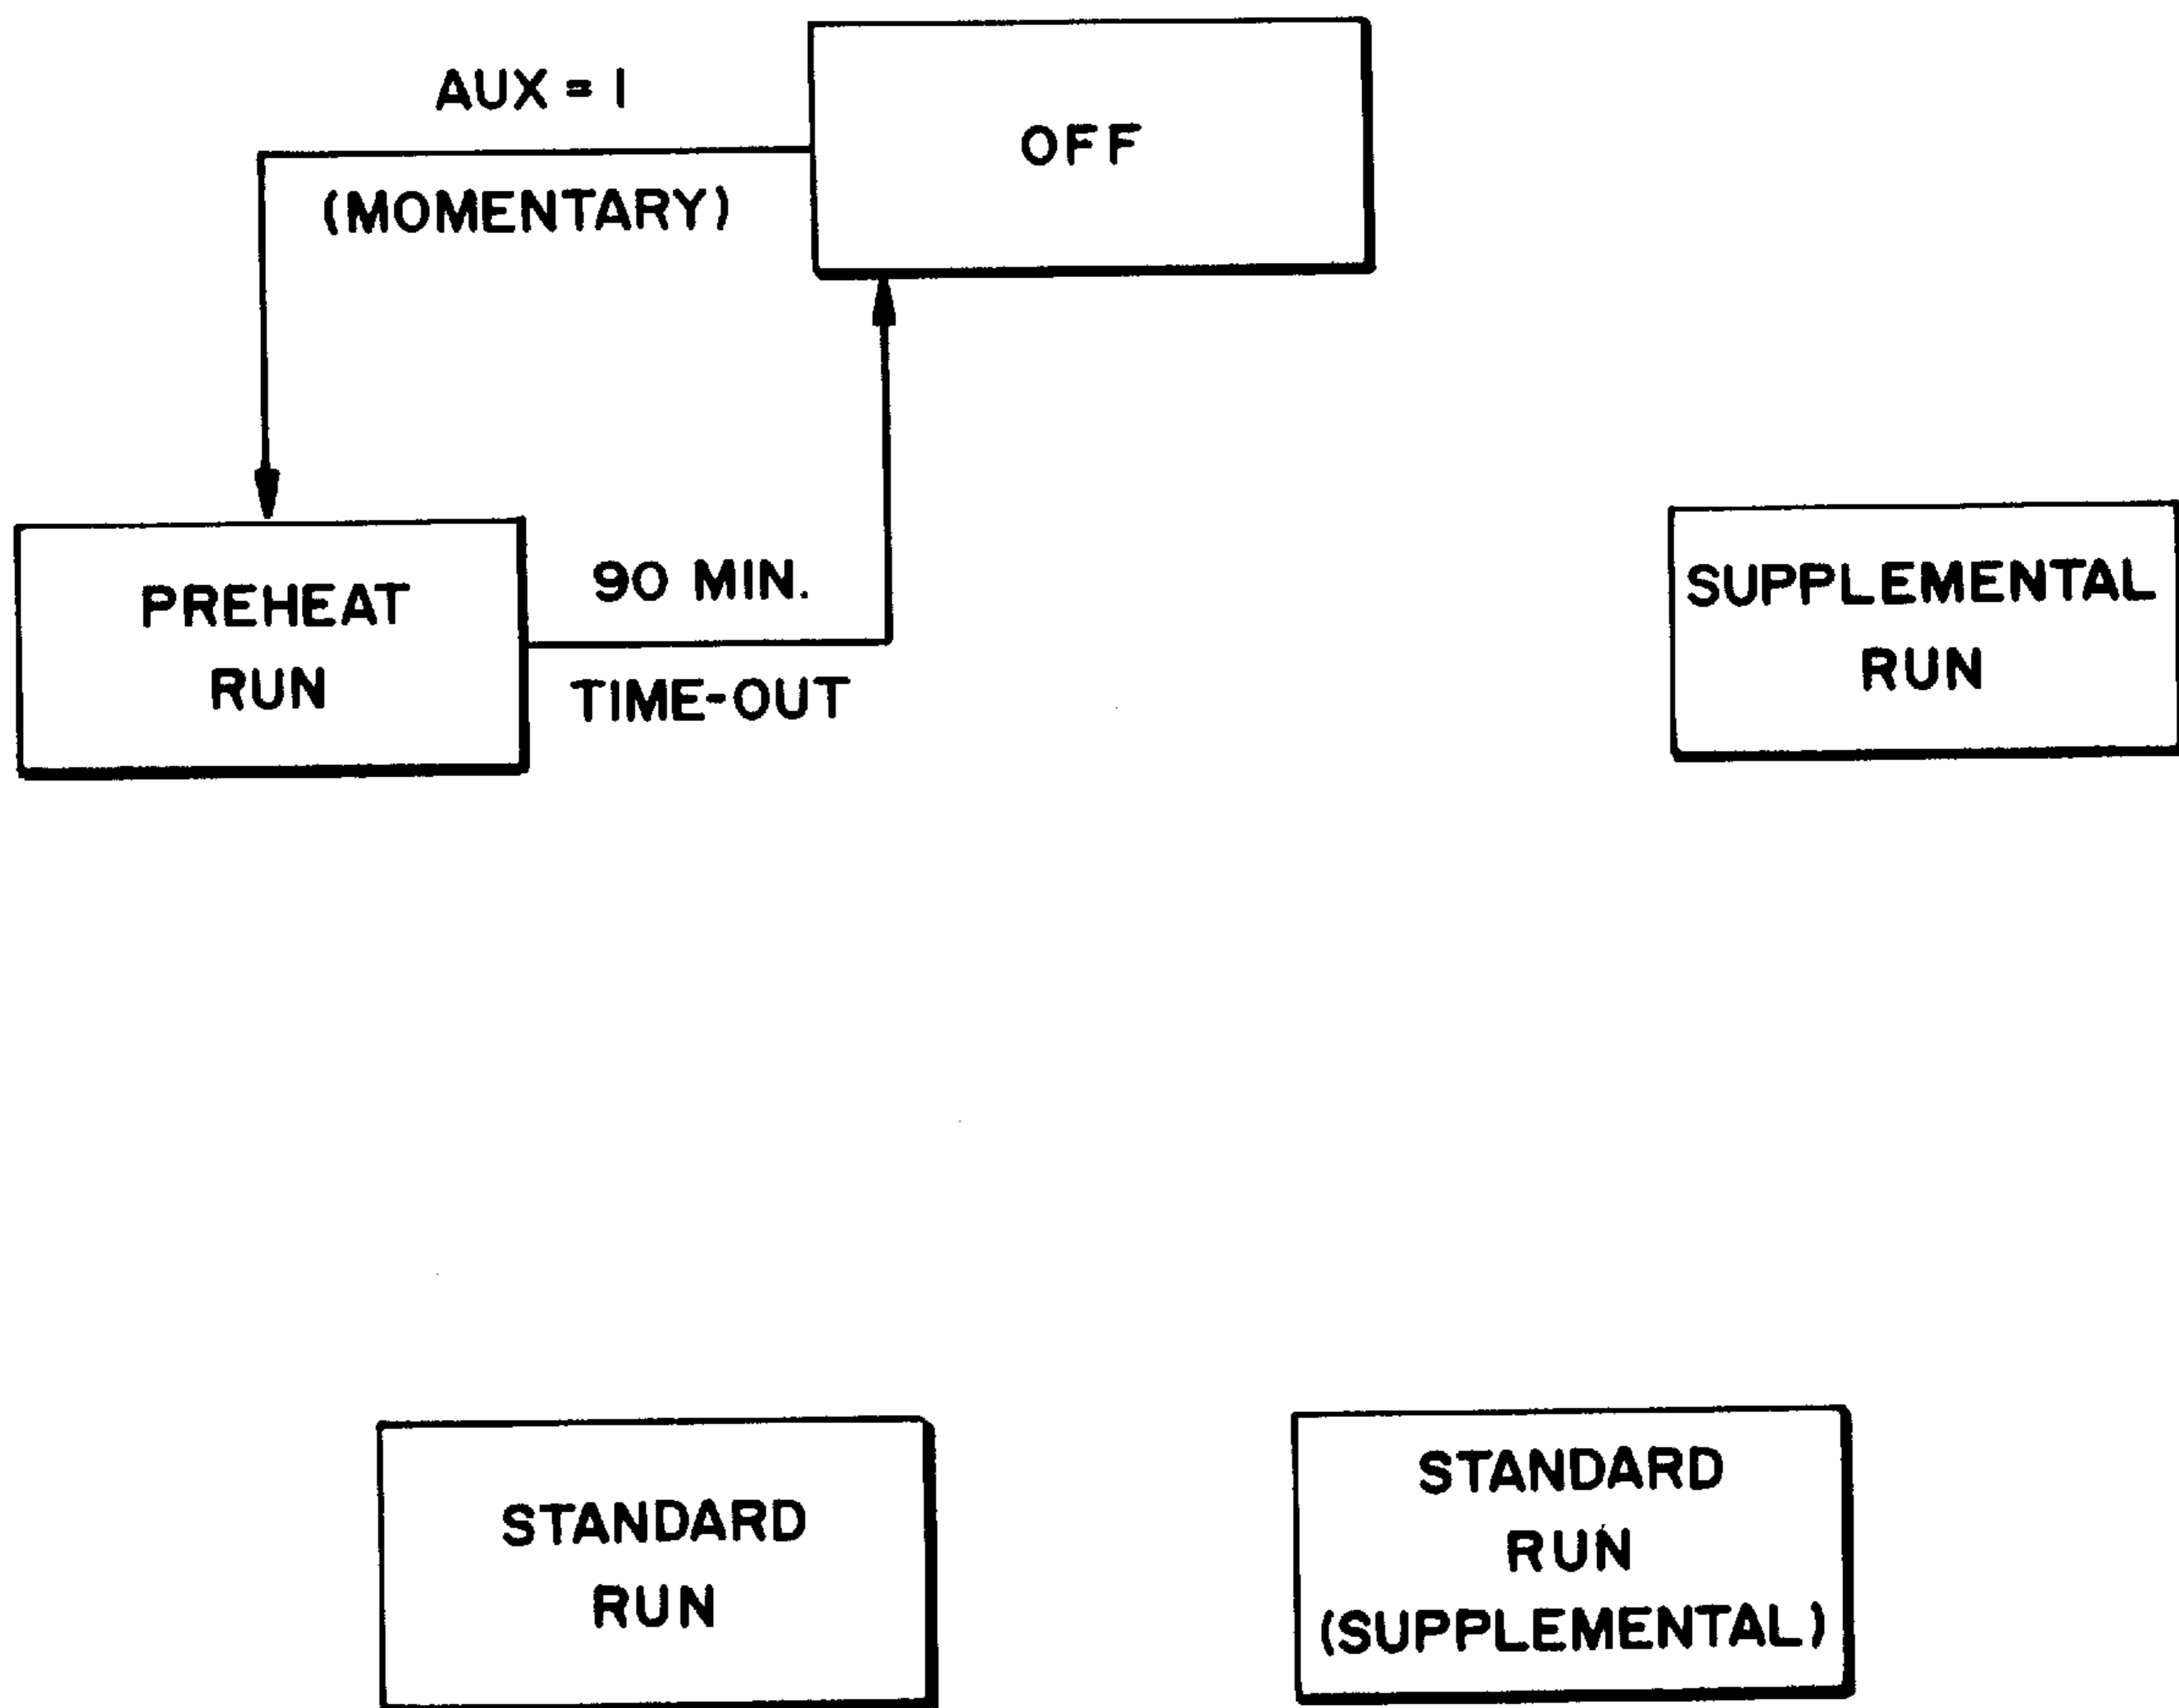 AUX = 1
(MOMENTARY)
OFF
PREHEAT
RUN
90 MIN.
TIME-OUT
SUPPLEMENTAL
RUN
STANDARD
RUN
STANDARD
RUN
(SUPPLEMENTAL)